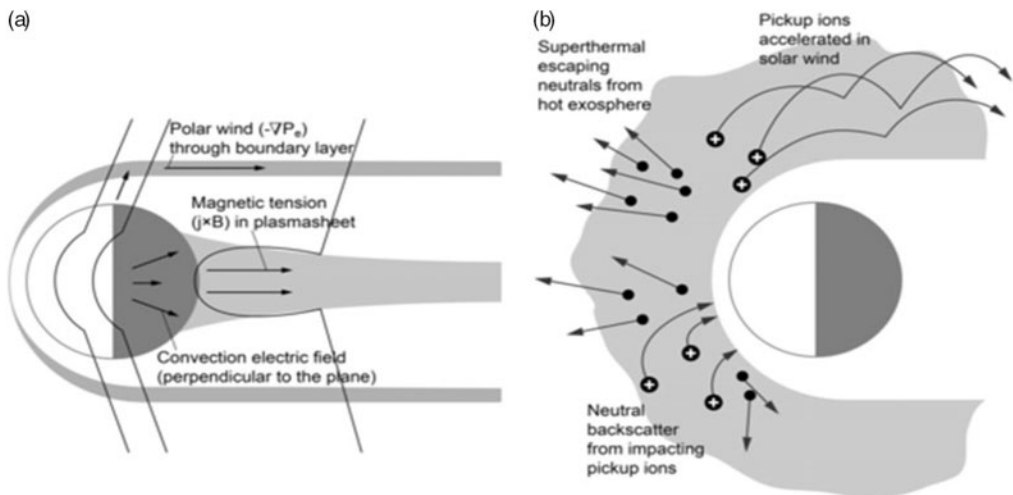 (a)
Polar wind (-∇Pₑ)
through boundary layer
Magnetic tension
(j×B) in plasmasheet
Convection electric field
(perpendicular to the plane)
(b)
Pickup ions
accelerated in
solar wind
Superthermal
escaping
neutrals from
hot exosphere
Neutral
backscatter
from impacting
pickup ions